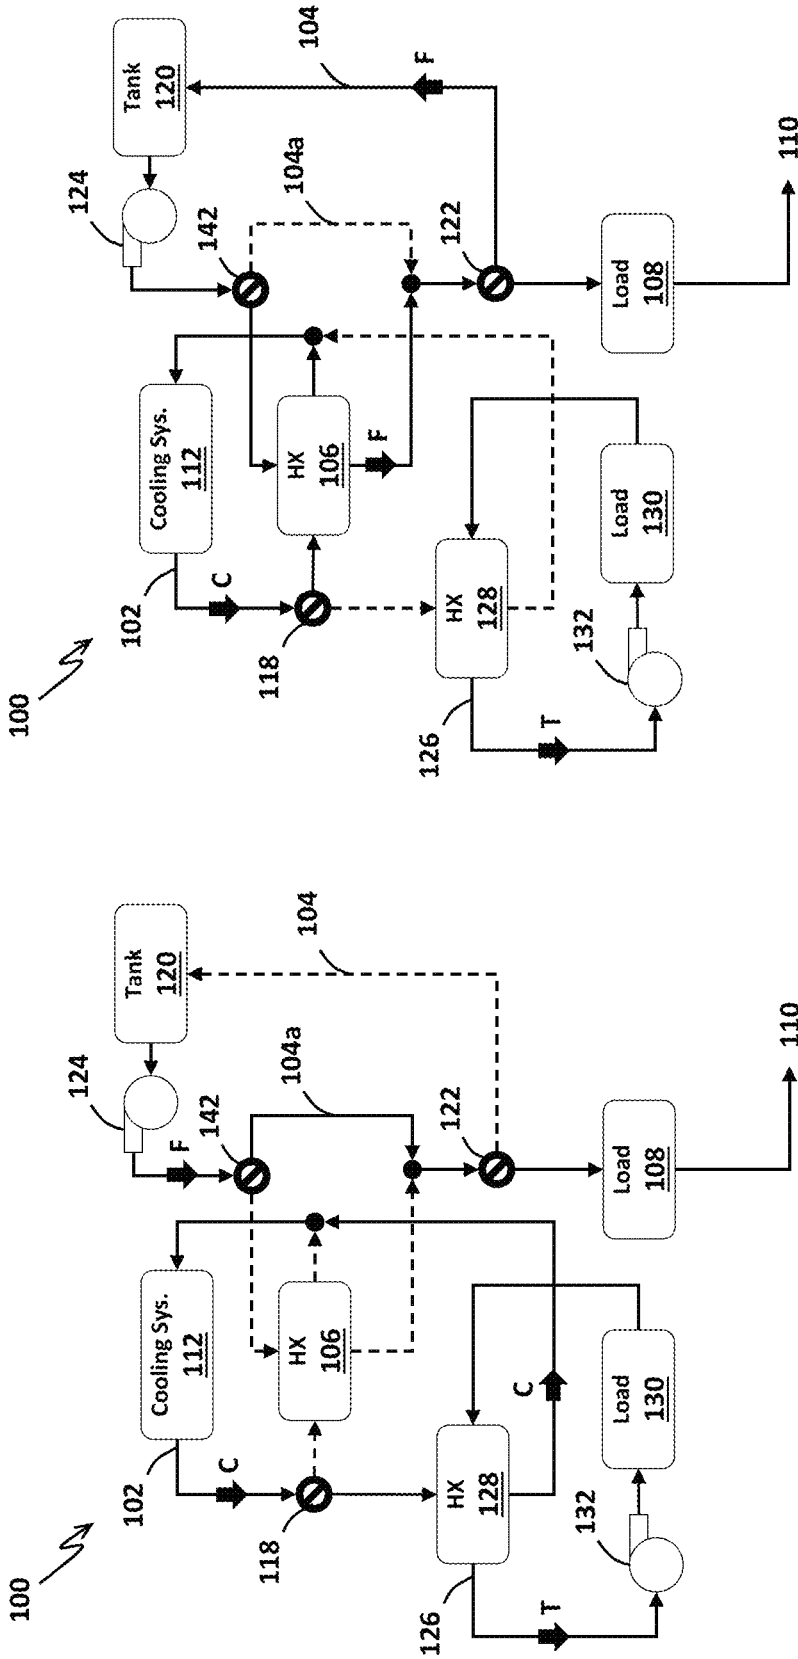 100
124
Tank
120
102
Cooling Sys.
112
F
142
C
118
104a
104
HX
106
126
HX
128
122
C
T
132
Load
130
Load
108
110
100
124
Tank
120
102
Cooling Sys.
112
142
C
118
104a
104
HX
106
F
F
126
HX
128
122
T
132
Load
130
Load
108
110